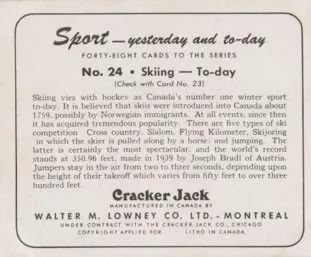 Sport — yesterday and to-day
FORTY-EIGHT CARDS TO THE SERIES
No. 24 • Skiing — To-day
(Check with Card No. 23)
Skiing vies with hockey as Canada's number one winter sport
to-day. It is believed that skiis were introduced into Canada about
1759, possibly by Norwegian immigrants. At all events, since then
it has acquired tremendous popularity. There are five types of ski
competition Cross country, Slalom, Flying Kilometer, Skijoring
in which the skier is pulled along by a horse; and jumping. The
latter is certainly the most spectacular, and the world's record
stands at 350.96 feet, made in 1939 by Joseph Bradl of Austria.
Jumpers stay in the air from two to three seconds, depending upon
the height of their takeoff which varies from fifty feet to over three
hundred feet.
Cracker Jack
MANUFACTURED IN CANADA BY
WALTER M. LOWNEY CO. LTD. - MONTREAL
UNDER CONTRACT WITH THE CRACKER JACK CO., CHICAGO
COPYRIGHT APPLIED FOR LITHO IN CANADA